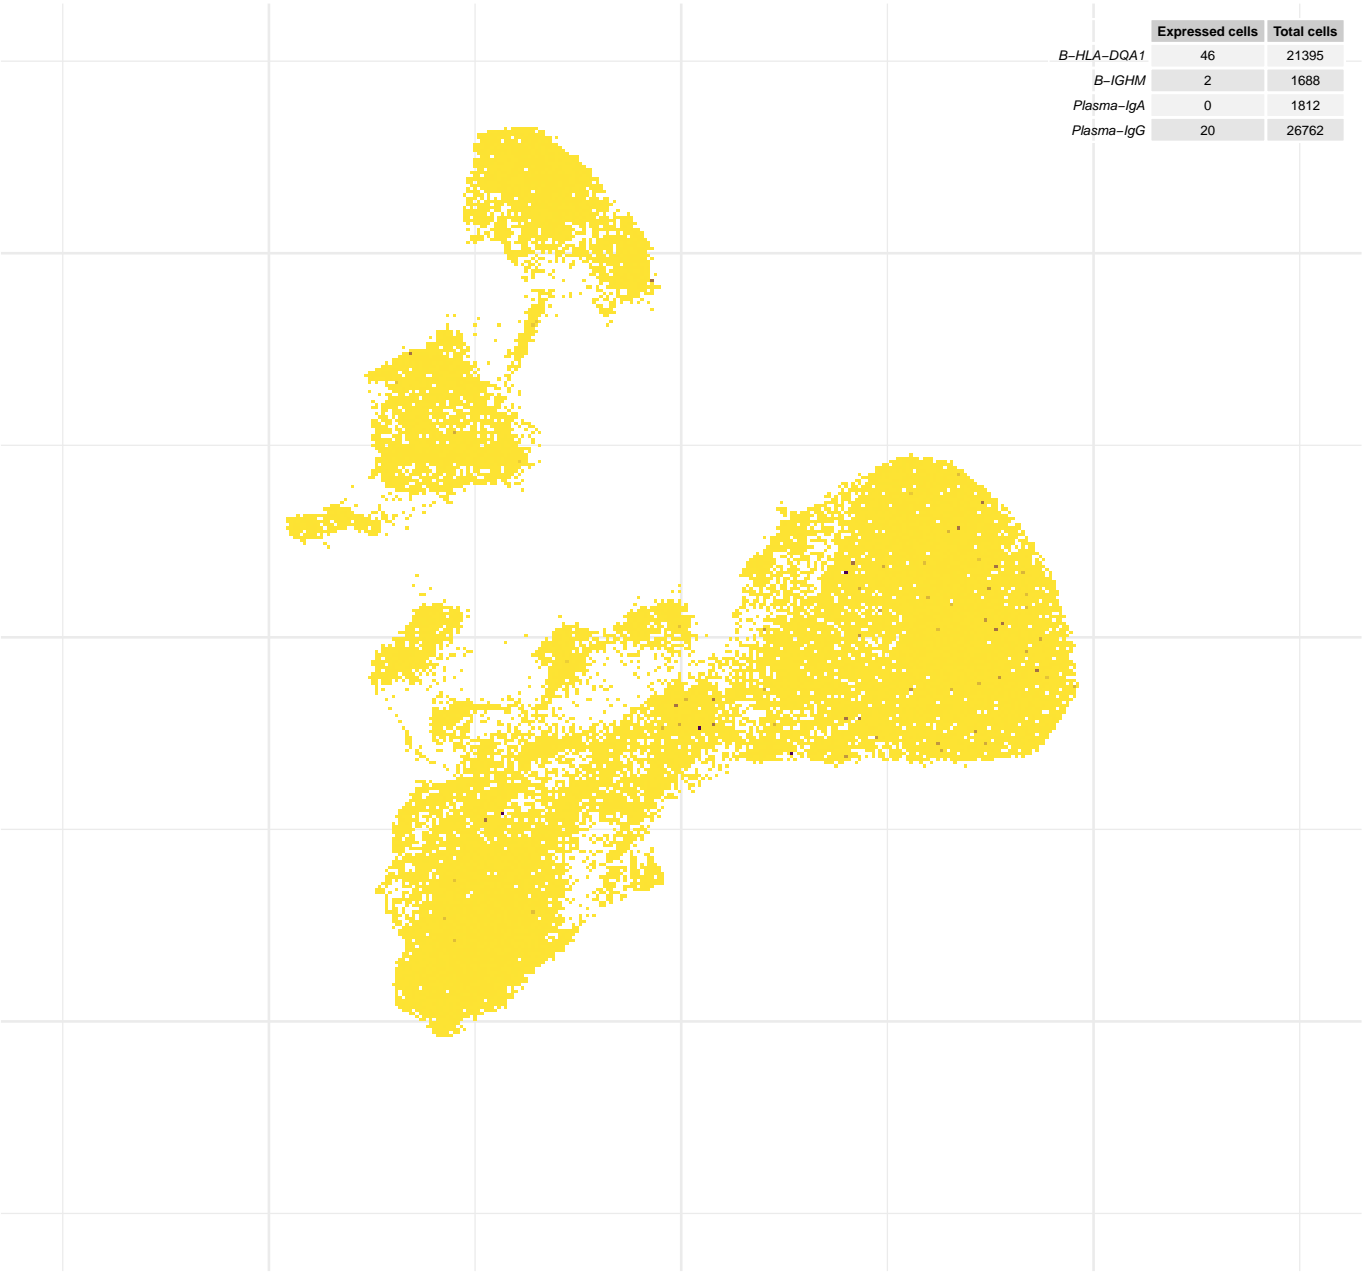 Expressed cells Total cells
B−HLA−DQA1 46 21395
B−IGHM 2 1688
Plasma−IgA 0 1812
Plasma−IgG 20 26762